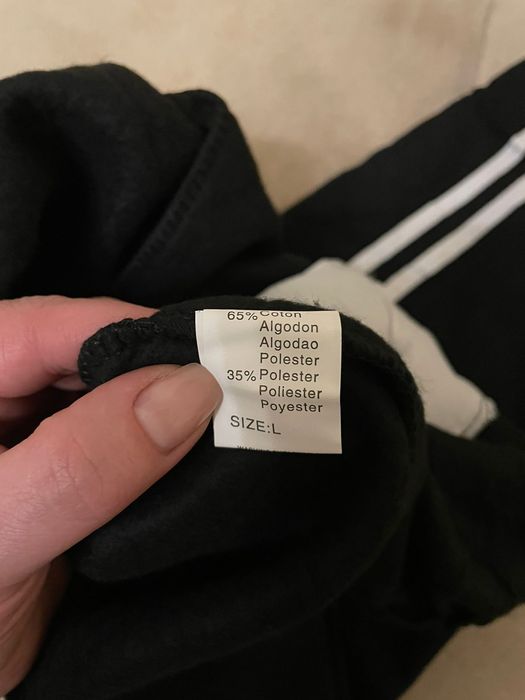 65% Coton
Algodon
Algodao
Polester
35% Polester
Poliester
Poyester
SIZE:L